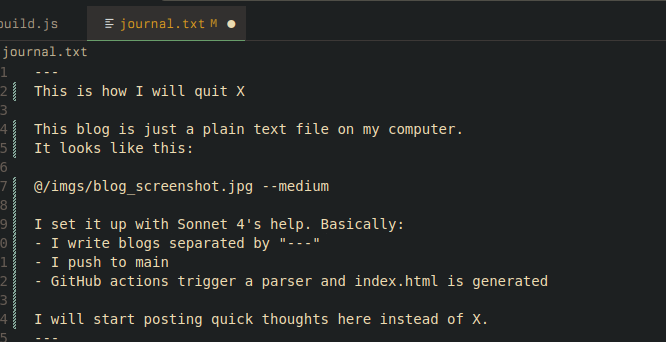 build.js
journal.txt M
journal.txt
1 ---
2 This is how I will quit X
3
4 This blog is just a plain text file on my computer.
5 It looks like this:
6
7 @/imgs/blog_screenshot.jpg --medium
8
9 I set it up with Sonnet 4's help. Basically:
0 - I write blogs separated by "---"
1 - I push to main
2 - GitHub actions trigger a parser and index.html is generated
3
4 I will start posting quick thoughts here instead of X.
5 ---